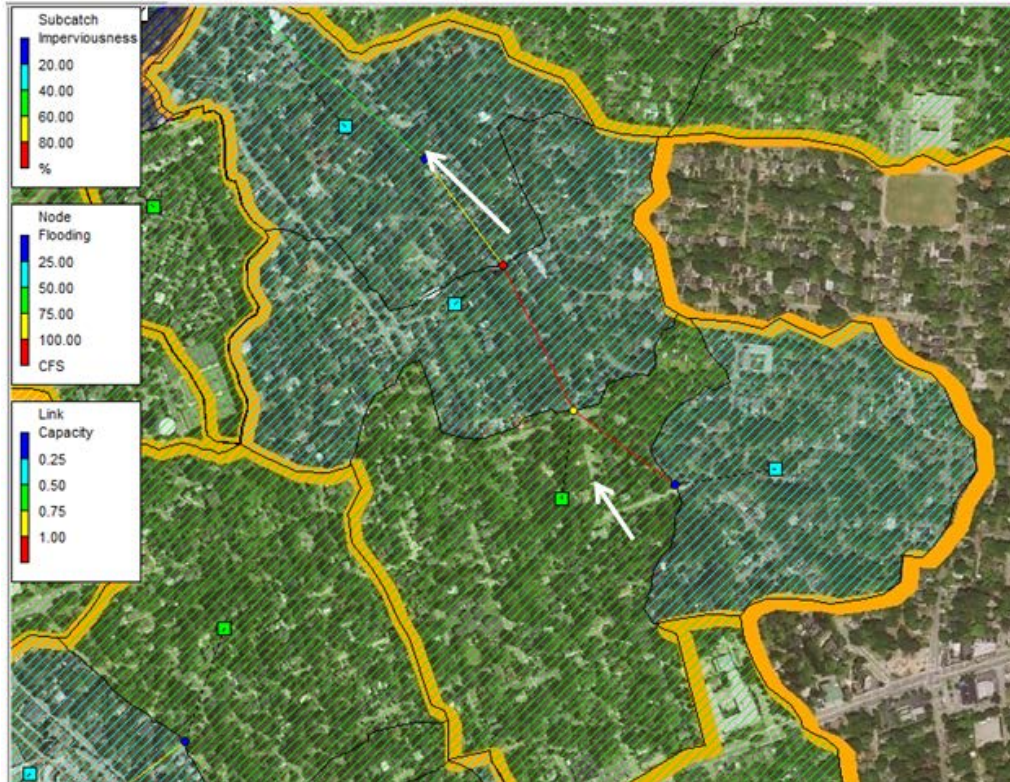 Subcatch
Imperviousness
20.00
40.00
60.00
80.00
%
Node
Flooding
25.00
50.00
75.00
100.00
CFS
Link
Capacity
0.25
0.50
0.75
1.00